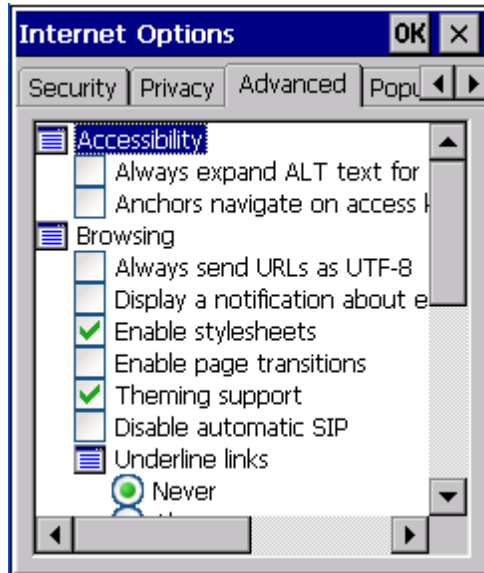 Internet Options OK ×
Security Privacy Advanced Popu
Accessibility
Always expand ALT text for
Anchors navigate on access
Browsing
Always send URLs as UTF-8
Display a notification about e
Enable stylesheets
Enable page transitions
Theming support
Disable automatic SIP
Underline links
Never